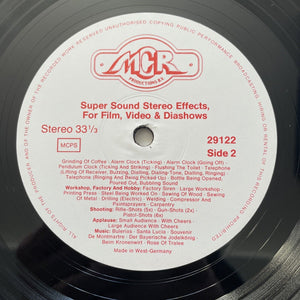 MCR
PRODUCTIONS B.V.
Super Sound Stereo Effects,
For Film, Video & Diashows
Stereo 33 1/3
29122
MCPS
Side 2
Grinding Of Coffee - Alarm Clock (Ticking) - Alarm Clock (Going Off) -
Pendulum Clock (Ticking And Striking) - Flushing The Toilet - Telephone
(Lifting Of Receiver, Buzzing, Dialling, Dialing Tone, Ringing) -
Telephone (Ringing And Being Picked-Up) - Bottle Being Opened,
Poured Out, Bubbling Sound
Workshop, Factory And Hobby: Factory Siren - Large Workshop -
Printing Press - Steel Being Worked On - Sawing Of Wood - Sawing
of Metal - Drilling (Electric) - Welding - Compressor And
Paintsprayers - Carpentry
Shooting: Rifle-Shots (5x) - Gun-Shots (2x) -
Pistol-Shots (6x)
Applause: Small Audience - With Cheers -
Large Audience With Cheers
Music: Bulerias - Santa Lucia - Souvenir
De Montmartre - Der Bayerische Jodelkönig -
Beim Kronenwirt - Rose Of Tralee
Made in West-Germany